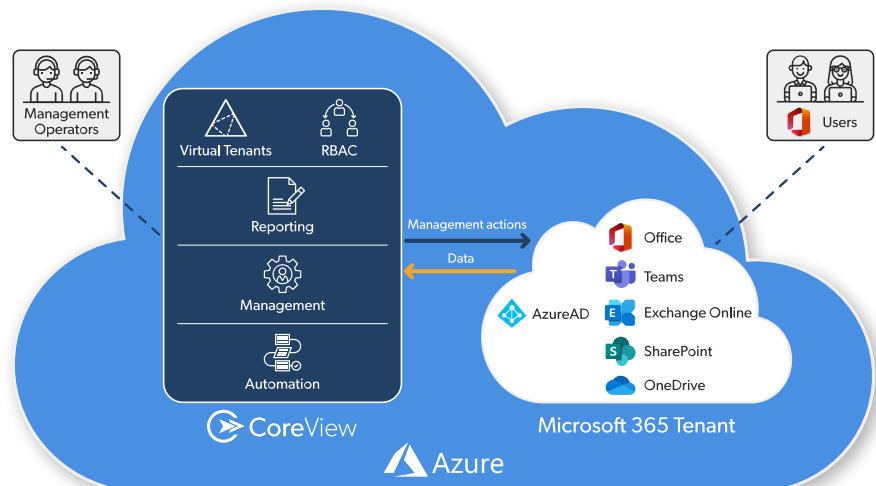 Management
Operators
Virtual Tenants
RBAC
Reporting
Management
Automation
CoreView
Management actions
Data
Users
Office
Teams
AzureAD
Exchange Online
SharePoint
OneDrive
Microsoft 365 Tenant
Azure